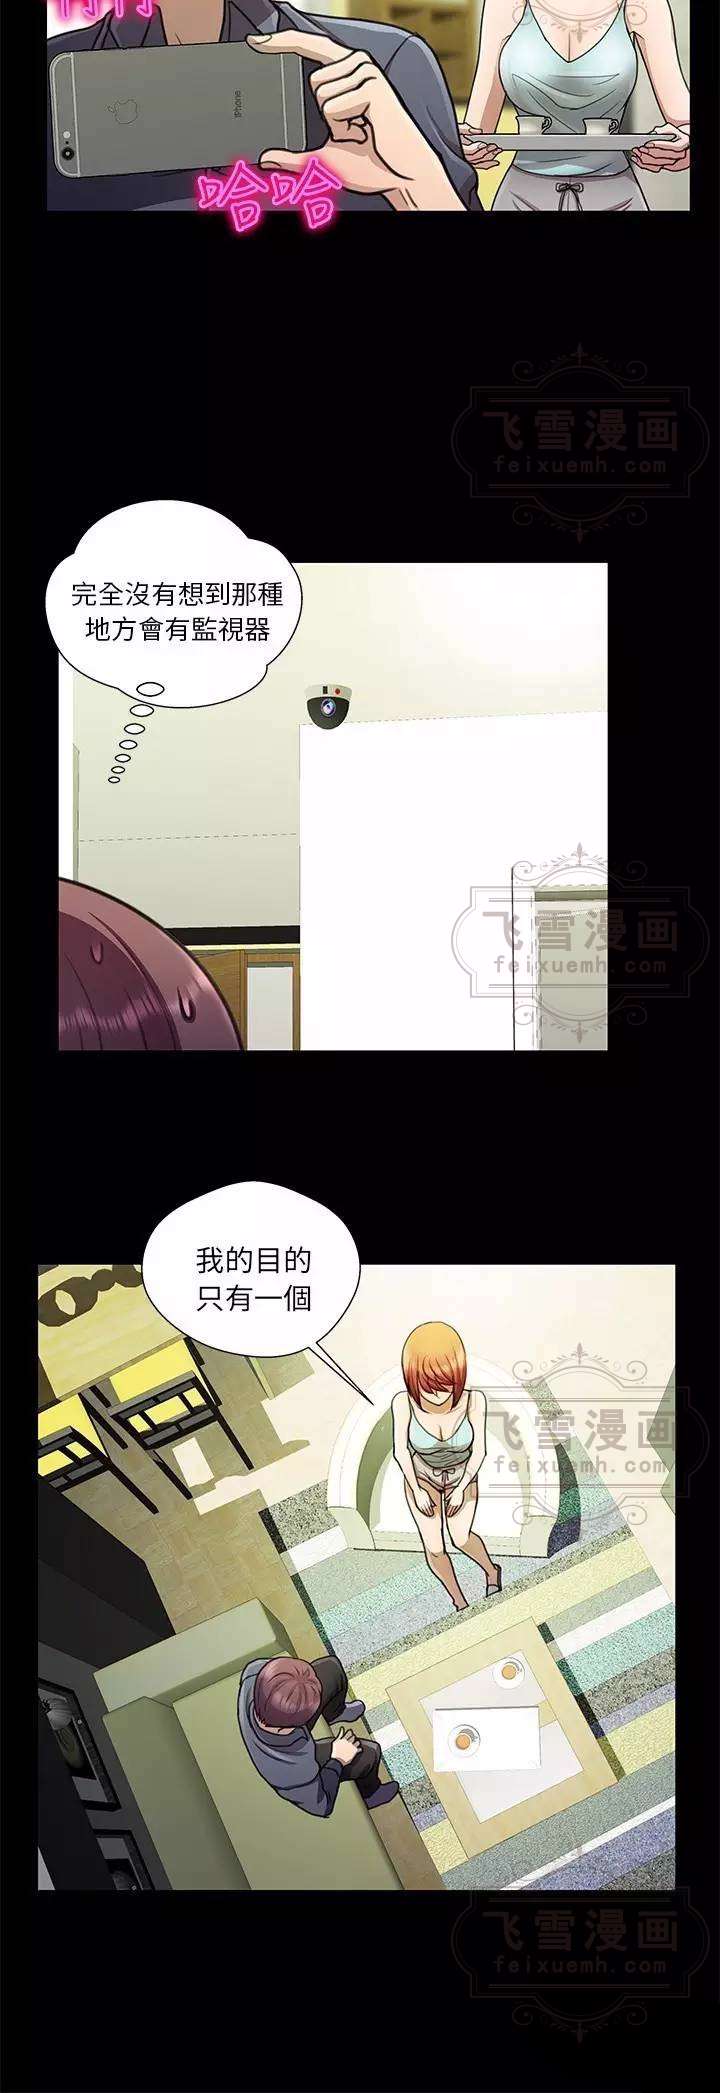 iPhone
哈哈
飞雪漫画
feixuemh.com
完全沒有想到那種
地方會有監視器
飞雪漫画
feixuemh.com
我的目的
只有一個
飞雪漫画
feixuemh.com
飞雪漫画
feixuemh.com